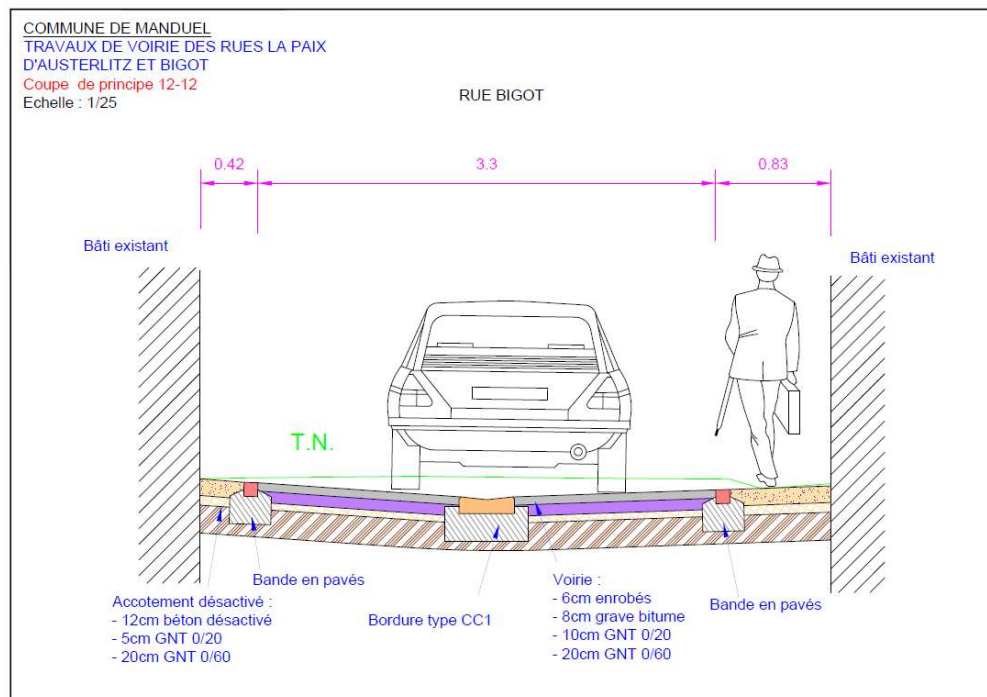 COMMUNE DE MANDUEL
TRAVAUX DE VOIRIE DES RUES LA PAIX
D'AUSTERLITZ ET BIGOT
Coupe de principe 12-12
Echelle : 1/25
RUE BIGOT
0.42
3.3
0.83
Bâti existant
Bâti existant
T.N.
Bande en pavés
Accotement désactivé :
- 12cm béton désactivé
- 5cm GNT 0/20
- 20cm GNT 0/60
Bordure type CC1
Voirie :
- 6cm enrobés
- 8cm grave bitume
- 10cm GNT 0/20
- 20cm GNT 0/60
Bande en pavés